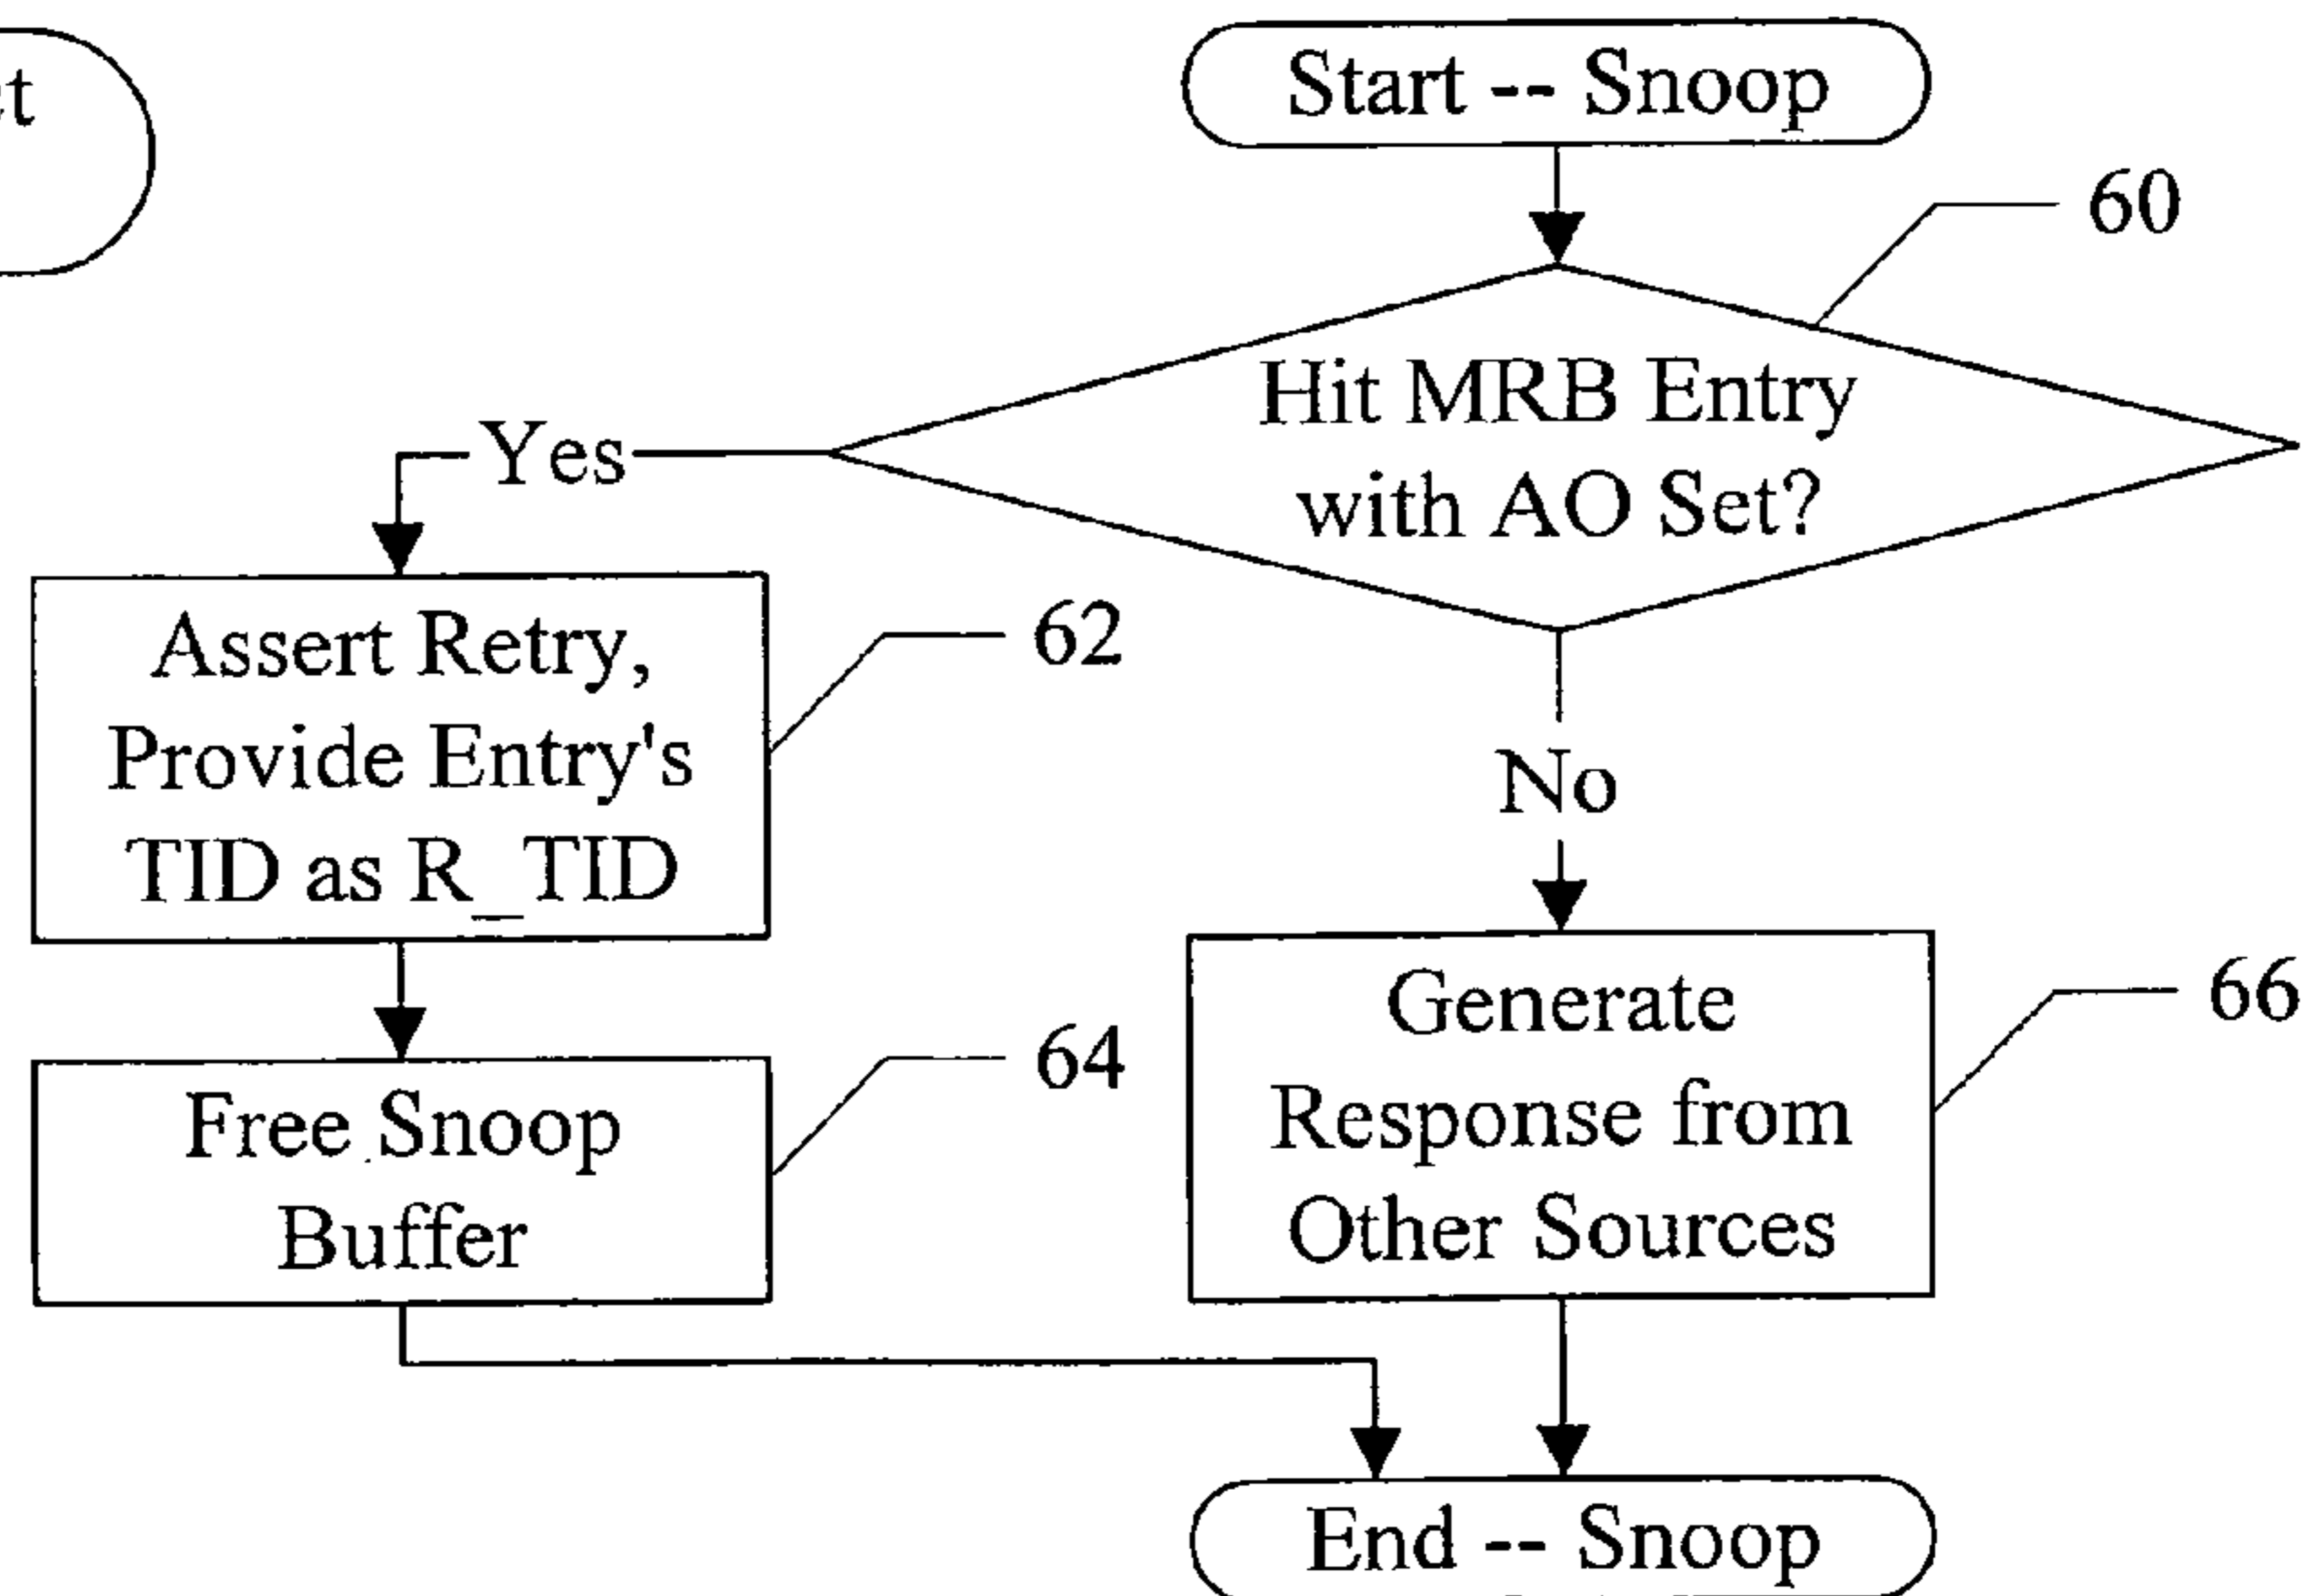 Start -- Snoop
60
Hit MRB Entry
with AO Set?
Yes
Assert Retry,
Provide Entry's
TID as R_TID
62
No
Free Snoop
Buffer
64
Generate
Response from
Other Sources
66
End -- Snoop